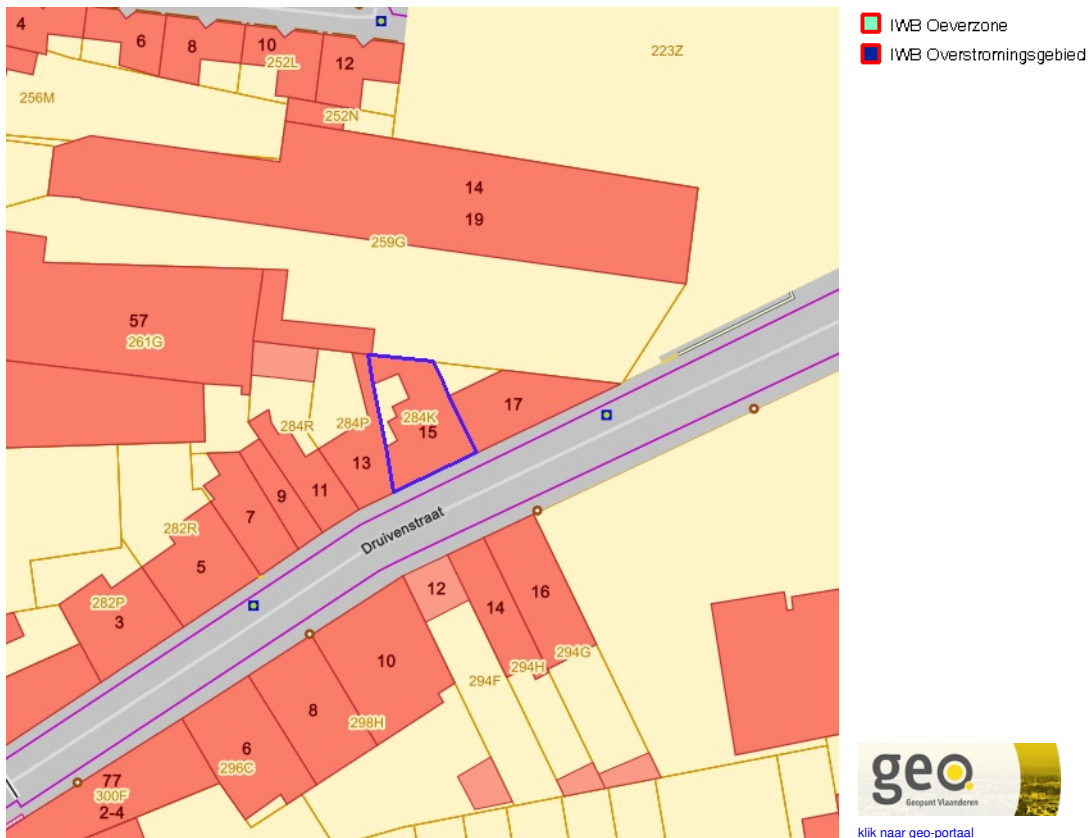 4
6
8
10
252L
12
223Z
256M
252N
14
19
259G
57
261G
284R
284P
284K
15
17
13
11
9
7
282R
5
Druivenstraat
282P
3
12
14
16
10
294F
294H
294G
8
298H
6
296C
77
300F
2-4
IWB Oeverzone
IWB Overstromingsgebied
geo.
Geopunt Vlaanderen
klik naar geo-portaal